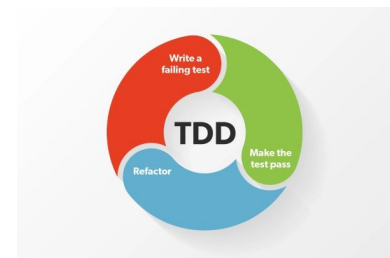 Write a
failing test
TDD
Make the
test pass
Refactor